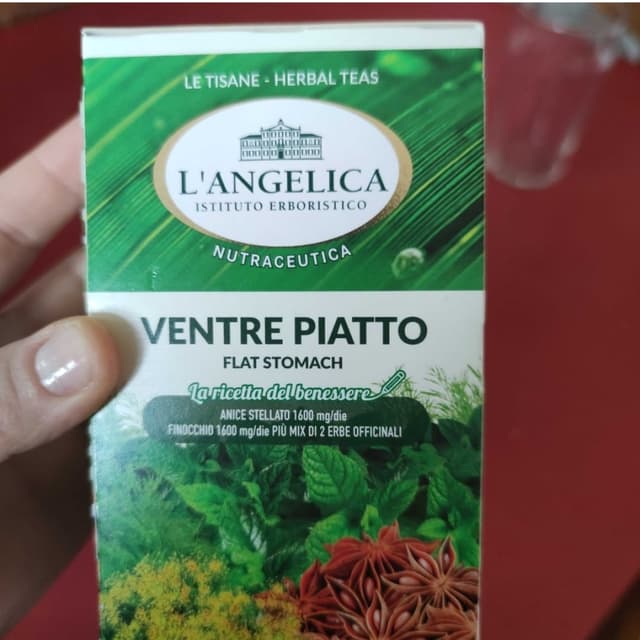 LE TISANE - HERBAL TEAS
L'ANGELICA
ISTITUTO ERBORISTICO
NUTRACEUTICA
VENTRE PIATTO
FLAT STOMACH
La ricetta del benessere
ANICE STELLATO 1600 mg/die
FINOCCHIO 1600 mg/die PIÙ MIX DI 2 ERBE OFFICINALI